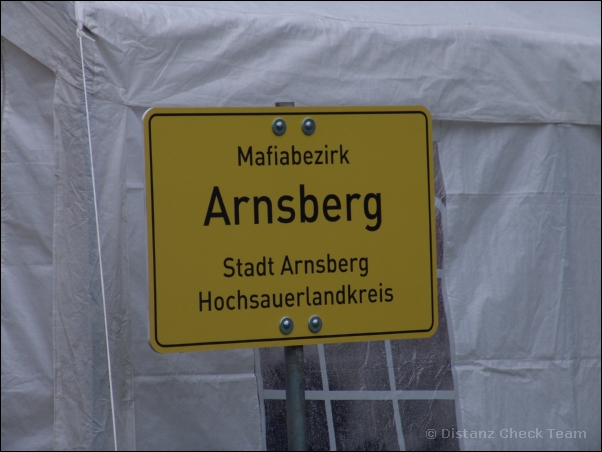 Mafiabezirk
Arnsberg
Stadt Arnsberg
Hochsauerlandkreis
© Distanz Check Team